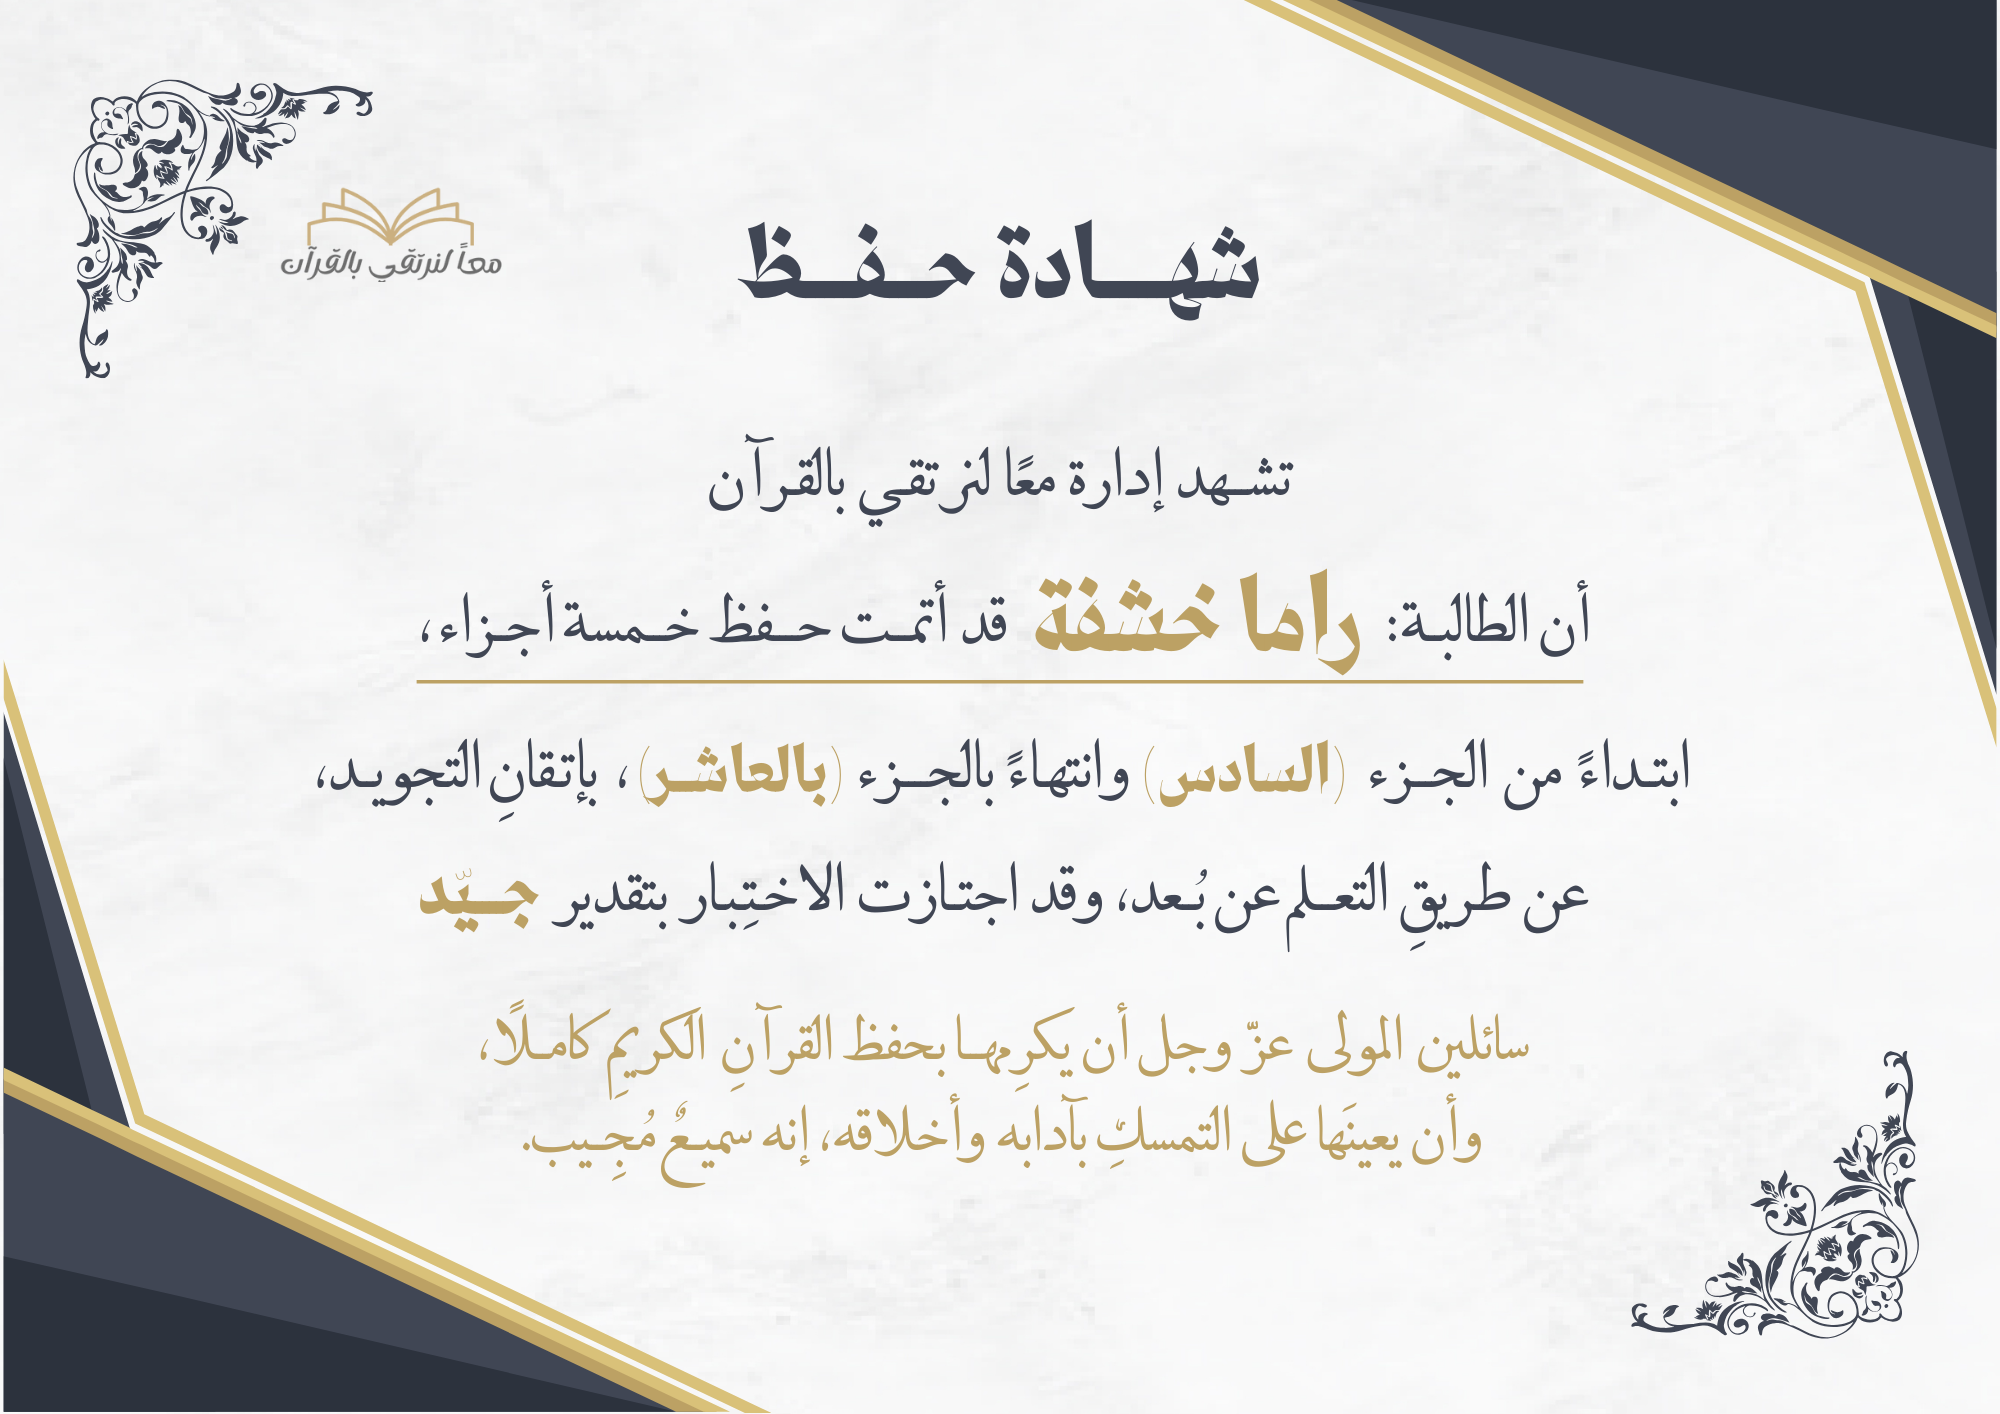 معاً لنرتقي بالقرآن
شهادة حفظ
تشهد إدارة معًا لنرتقي بالقرآن
أن الطالبة: راما خشفة قد أتمت حفظ خمسة أجزاء،
ابتداءً من الجزء (السادس) وانتهاءً بالجزء (بالعاشر)، بإتقانِ التجويد،
عن طريقِ التعلم عن بُعد، وقد اجتازت الاختِبار بتقدير جيّد
سائلين المولى عزّ وجل أن يكرِمها بحفظ القرآنِ الكريمِ كاملًا،
وأن يعينَها على التمسكِ بآدابه وأخلاقه، إنه سميعٌ مُجِيب.